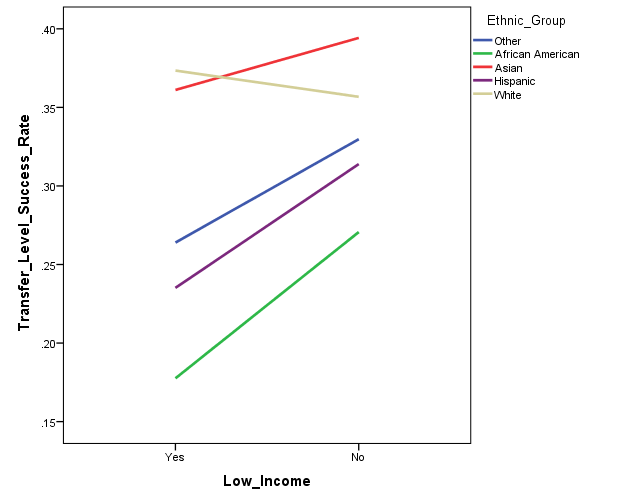 Ethnic_Group
Other
African American
Asian
Hispanic
White
Transfer_Level_Success_Rate
.40
.35
.30
.25
.20
.15
Yes
No
Low_Income